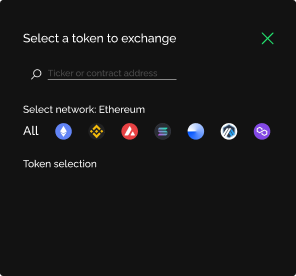 Select a token to exchange
Ticker or contract address
Select network: Ethereum
All
Token selection